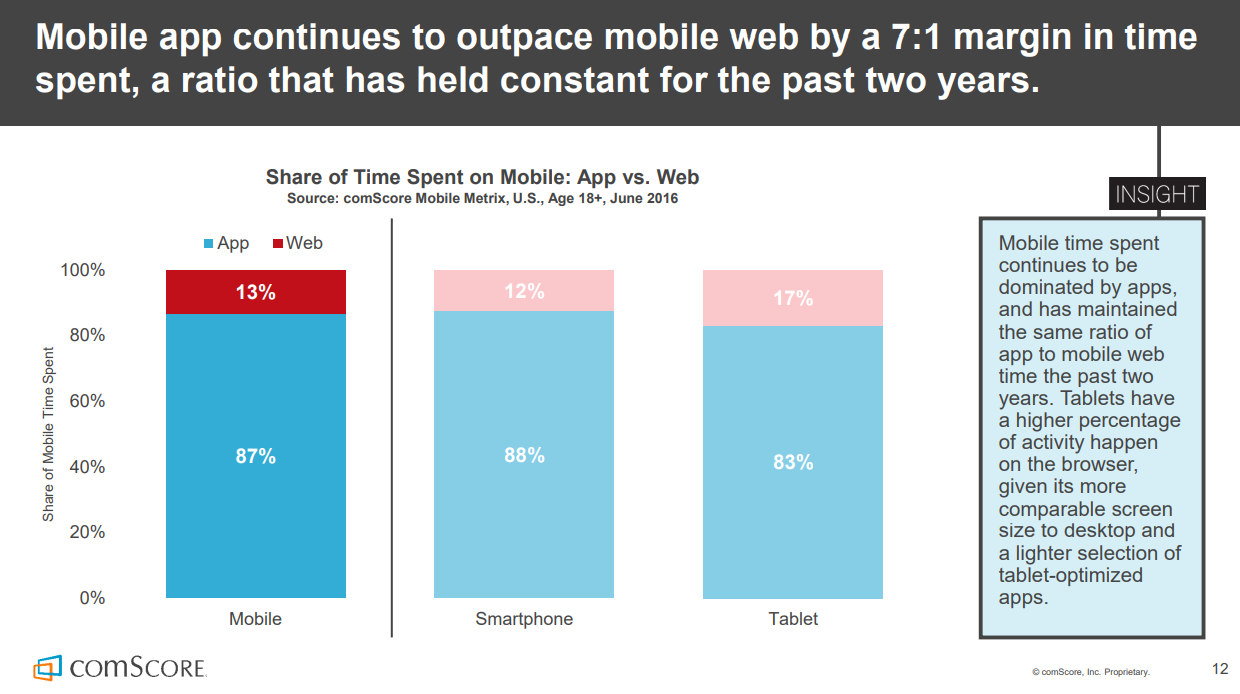 Mobile app continues to outpace mobile web by a 7:1 margin in time
spent, a ratio that has held constant for the past two years.
Share of Time Spent on Mobile: App vs. Web
Source: comScore Mobile Metrix, U.S., Age 18+, June 2016
App Web
Share of Mobile Time Spent
100%
80%
60%
40%
20%
0%
13%
87%
12%
88%
17%
83%
Mobile
Smartphone
Tablet
INSIGHT
Mobile time spent
continues to be
dominated by apps,
and has maintained
the same ratio of
app to mobile web
time the past two
years. Tablets have
a higher percentage
of activity happen
on the browser,
given its more
comparable screen
size to desktop and
a lighter selection of
tablet-optimized
apps.
comScore
© comScore, Inc. Proprietary.
12